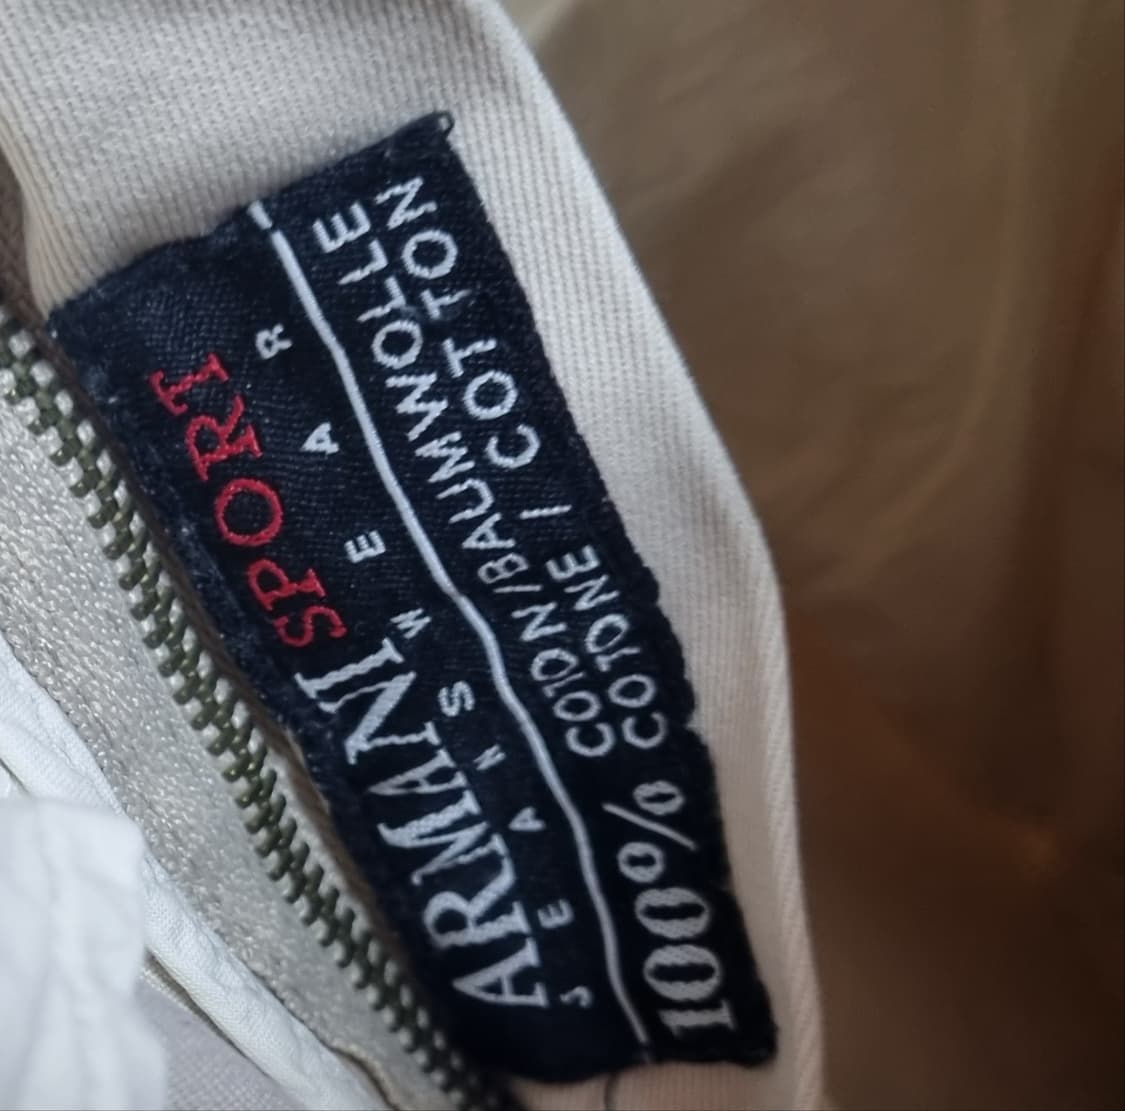 ARMANI SPORT
JEANSWEAR
100% COTON/BAUMWOLLE
COTONE / COTTON